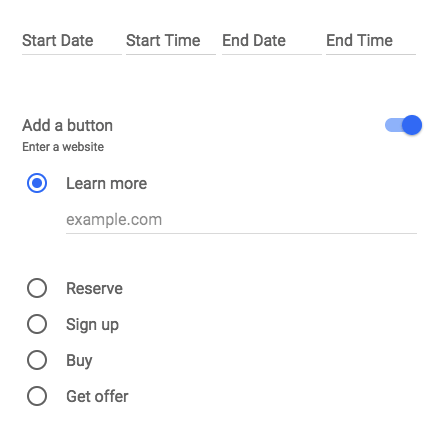 Start Date Start Time End Date End Time
Add a button
Enter a website
Learn more
example.com
Reserve
Sign up
Buy
Get offer